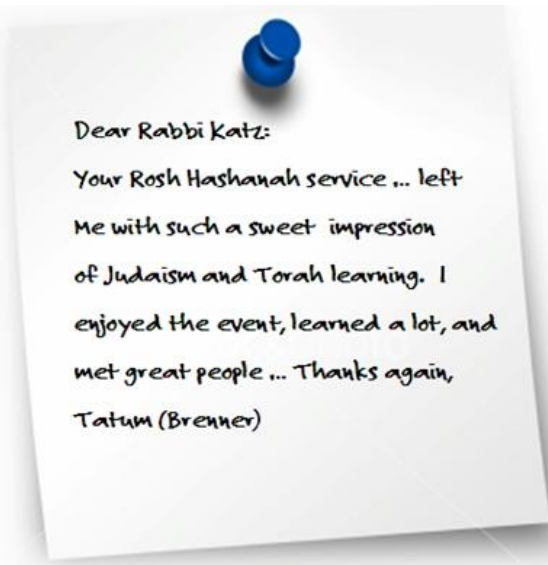 Dear Rabbi Katz:
Your Rosh Hashanah service ... left
Me with such a sweet impression
of Judaism and Torah learning. I
enjoyed the event, learned a lot, and
met great people ... Thanks again,
Tatum (Brenner)